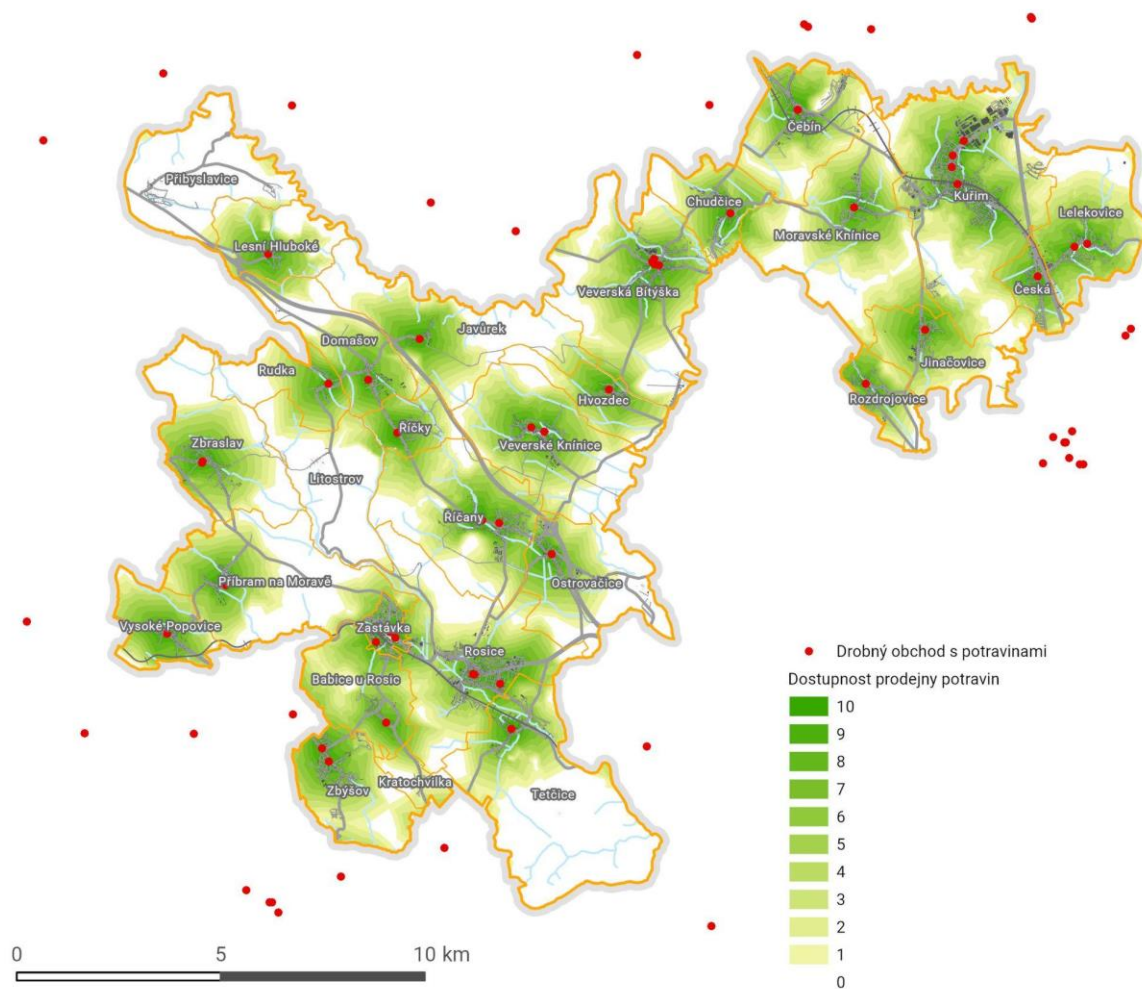 Čebín
Kuřim
Přibyslavice
Chudčice
Lelekovice
Moravské Knínice
Lesní Hluboké
Veverská Bítýška
Česká
Javůrek
Domašov
Jinačovice
Rudka
Hvozdec
Rozdrojovice
Říčky
Veverské Knínice
Zbraslav
Litostrov
Říčany
Příbram na Moravě
Ostrovačice
Vysoké Popovice
Zastávka
Rosice
Babice u Rosic
Kratochvilka
Zbýšov
Tetčice
Drobný obchod s potravinami
Dostupnost prodejny potravin
10
9
8
7
6
5
4
3
2
1
0
0 5 10 km